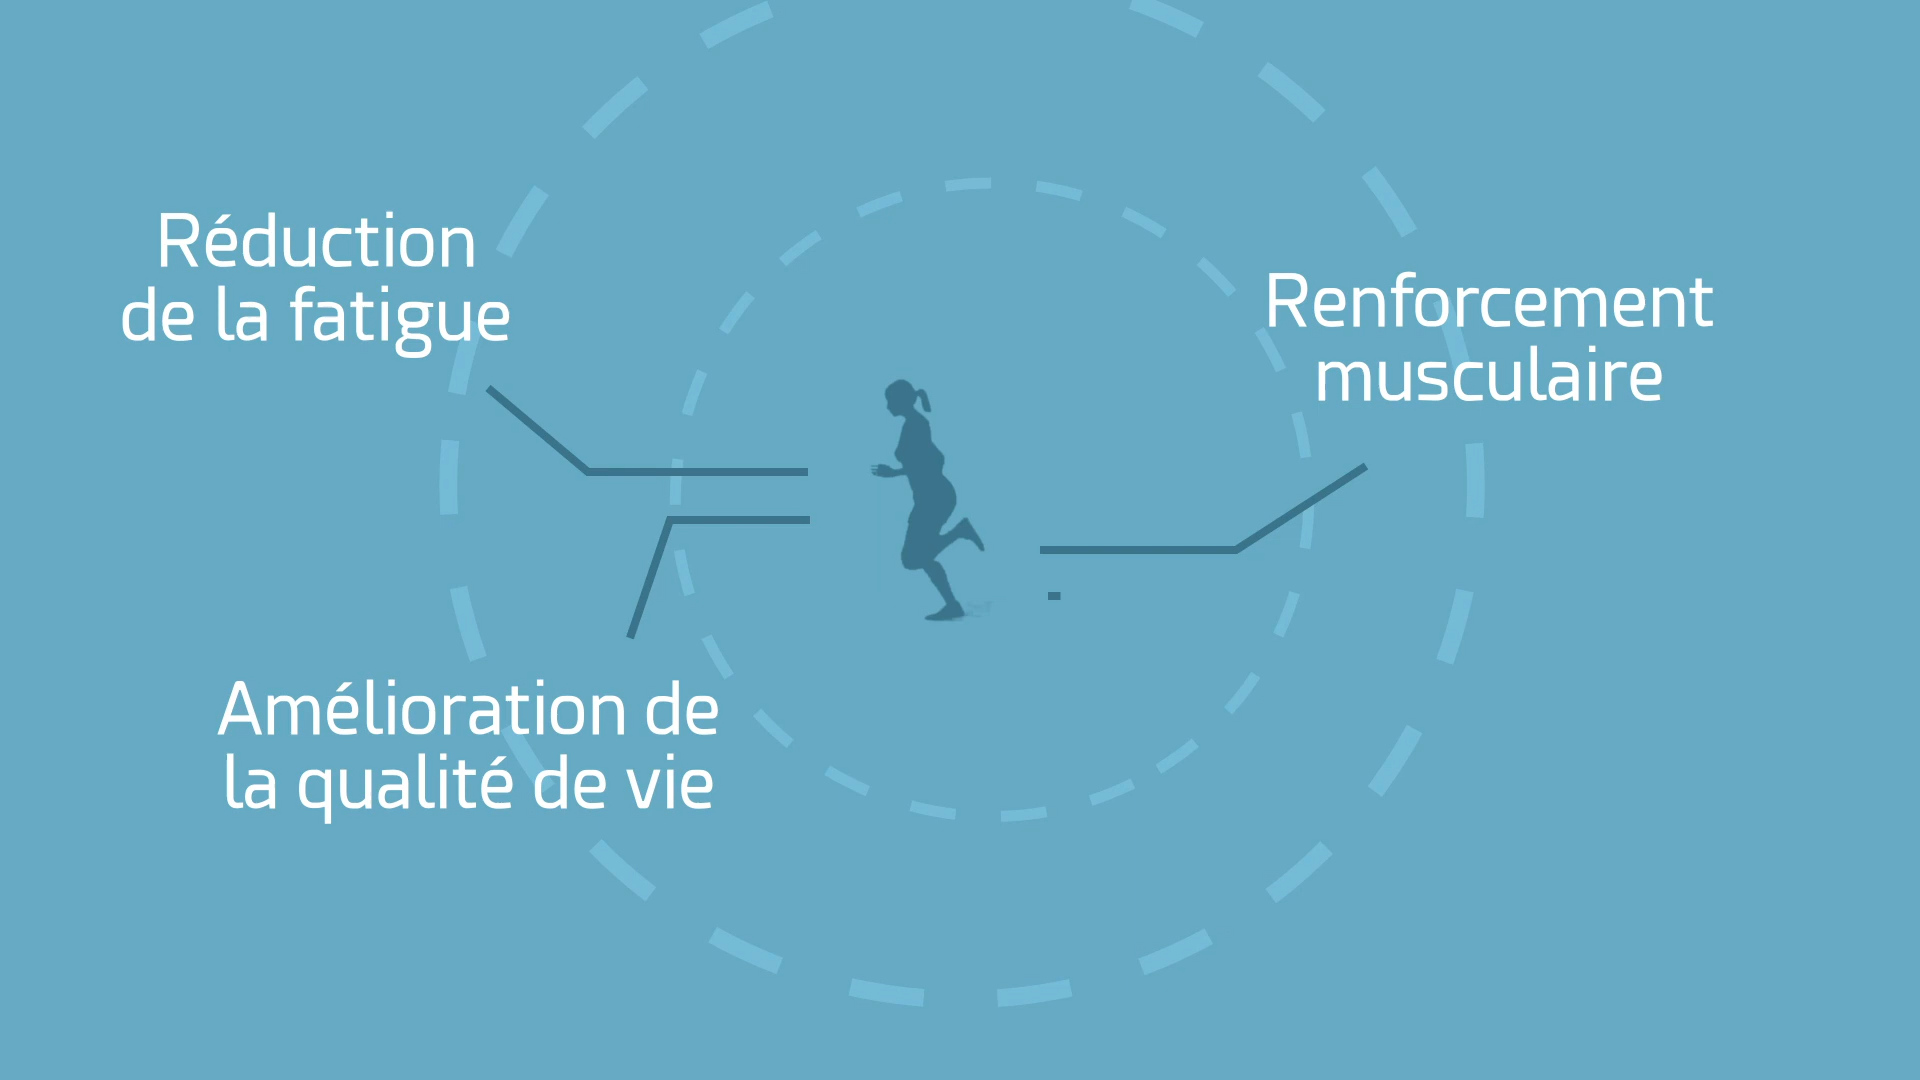 Réduction
de la fatigue
Renforcement
musculaire
Amélioration de
la qualité de vie